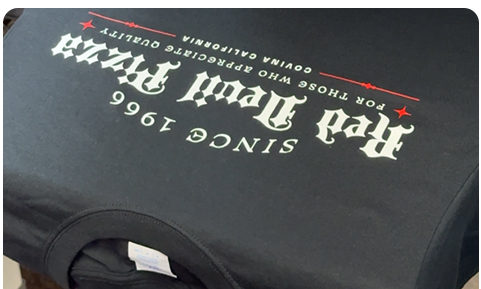 SINCE 1966
Red Devil Pizza
FOR THOSE WHO APPRECIATE QUALITY
COVINA CALIFORNIA